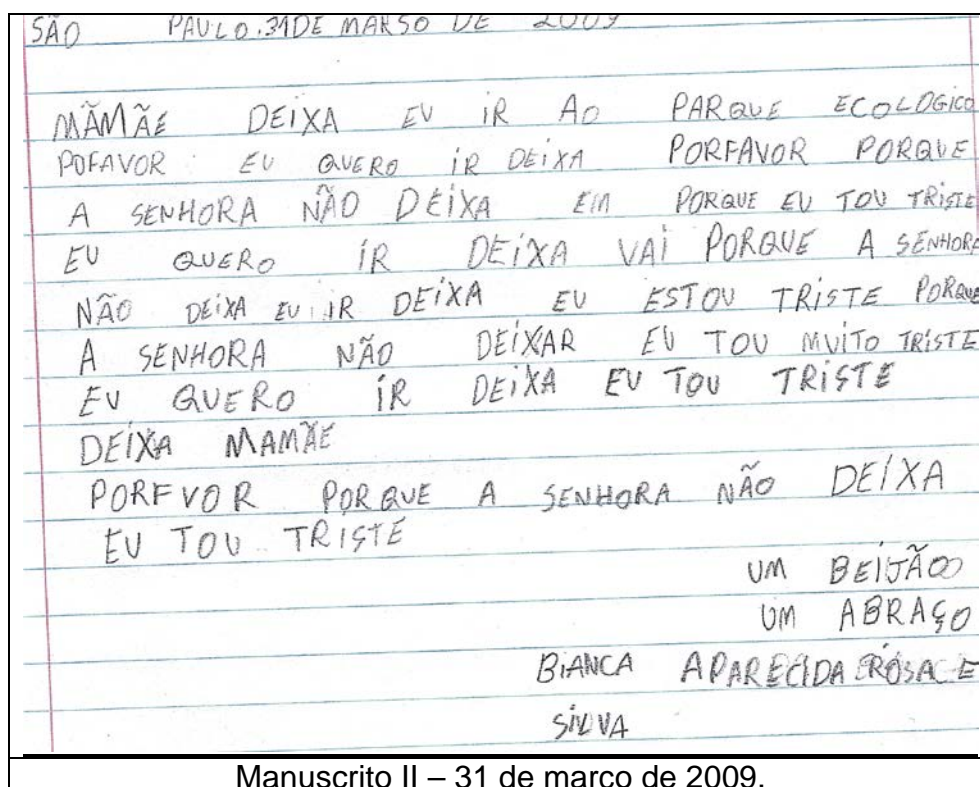 SÃO PAULO.31DE MARSO DE 2009
MÃMÃE DEIXA EU IR AO PARQUE ECOLOGICO
POFAVOR EU QUERO IR DEIXA PORFAVOR PORQUE
A SENHORA NÃO DEIXA EM PORQUE EU TOU TRISTE
EU QUERO ÍR DEIXA VAI PORQUE A SENHORA
NÃO DEIXA EU IR DEIXA EU ESTOU TRISTE PORQUE
A SENHORA NÃO DEIXAR EU TOU MUITO TRISTE
EU QUERO ÍR DEIXA EU TOU TRISTE
DEIXA MAMÃE
PORFVOR PORQUE A SENHORA NÃO DEIXA
EU TOU TRISTE
UM BEIJÃO
UM ABRAÇO
BIANCA APARECIDA ROSA E
SILVA
Manuscrito II – 31 de março de 2009.